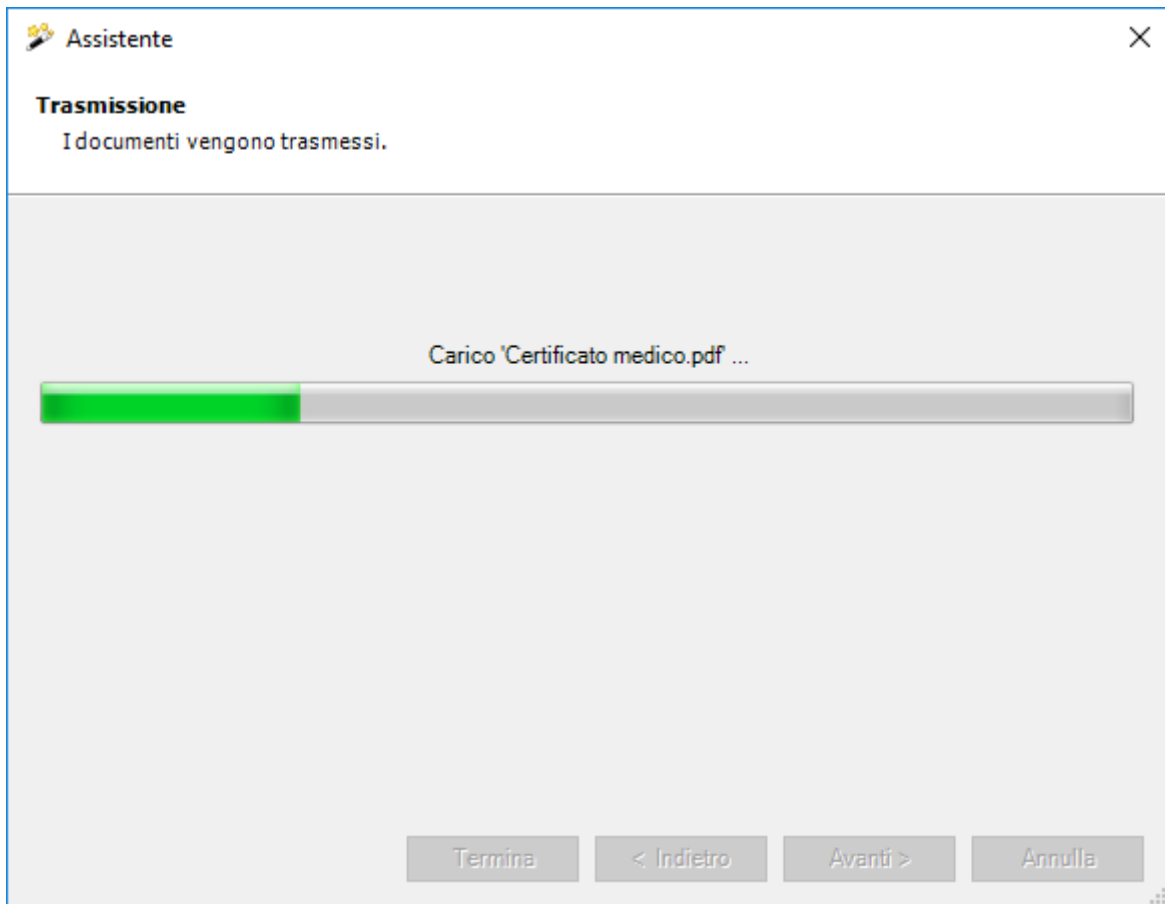 Assistente
Trasmissione
I documenti vengono trasmessi.
Carico 'Certificato medico.pdf' ...
Termina
< Indietro
Avanti >
Annulla